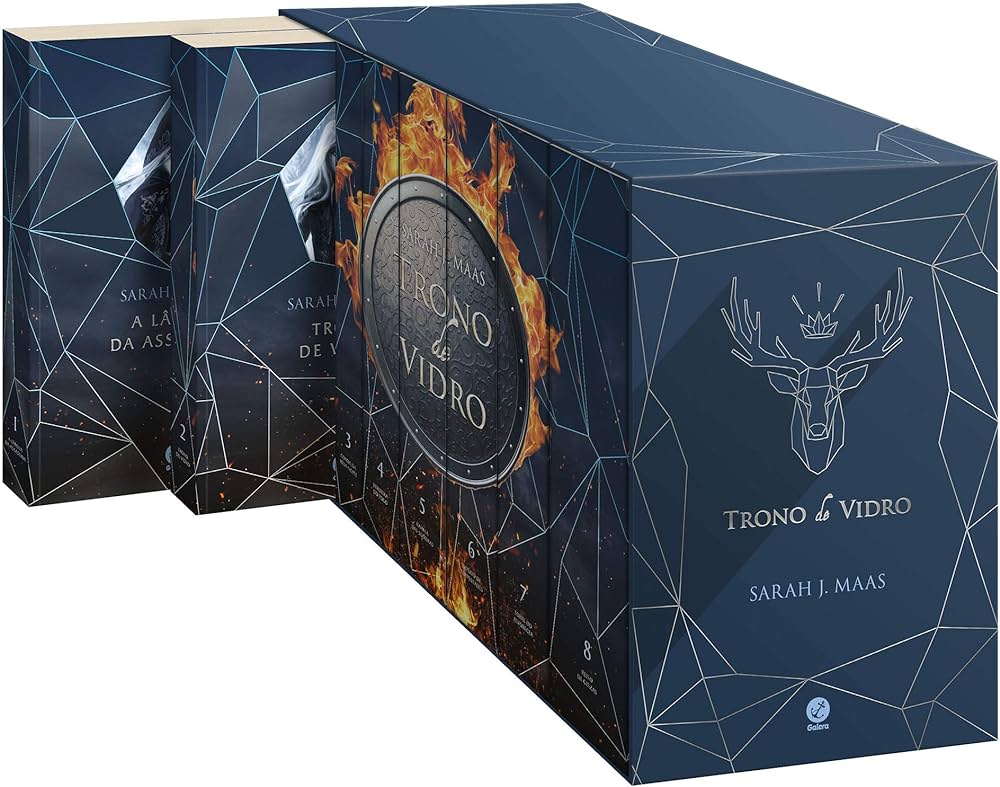 SARAH
A LÂ
DA ASS
1
SARAH
TRO
DE V
2
SARAH J. MAAS
TRONO
de
VIDRO
3
4
5
6
7
8
TRONO de VIDRO
SARAH J. MAAS
Galera